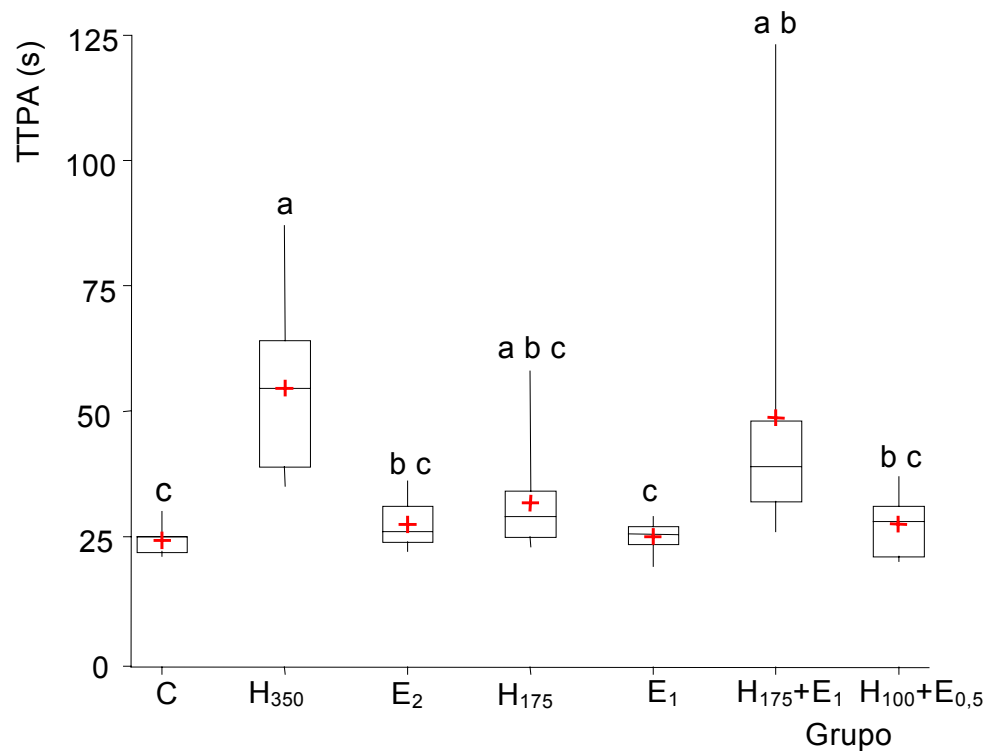 TTPA (s)
125
100
75
50
25
0
c
a
b c
a b c
c
a b
b c
C H₃₅₀ E₂ H₁₇₅ E₁ H₁₇₅+E₁ H₁₀₀+E₀,₅
Grupo